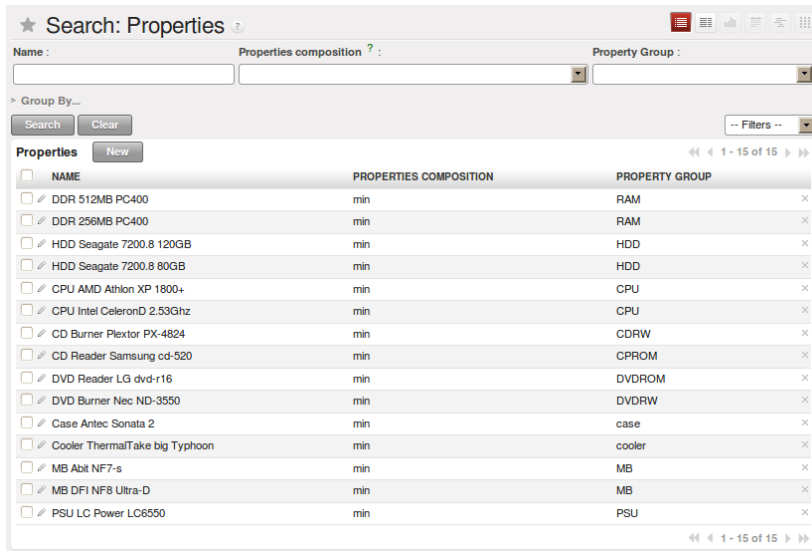 Search: Properties ?
Name : Properties composition ? : Property Group :
Group By...
Search Clear -- Filters --
Properties New 1 - 15 of 15
NAME PROPERTIES COMPOSITION PROPERTY GROUP
DDR 512MB PC400 min RAM
DDR 256MB PC400 min RAM
HDD Seagate 7200.8 120GB min HDD
HDD Seagate 7200.8 80GB min HDD
CPU AMD Athlon XP 1800+ min CPU
CPU Intel CeleronD 2.53Ghz min CPU
CD Burner Plextor PX-4824 min CDRW
CD Reader Samsung cd-520 min CPROM
DVD Reader LG dvd-r16 min DVDROM
DVD Burner Nec ND-3550 min DVDRW
Case Antec Sonata 2 min case
Cooler ThermalTake big Typhoon min cooler
MB Abit NF7-s min MB
MB DFI NF8 Ultra-D min MB
PSU LC Power LC6550 min PSU
1 - 15 of 15